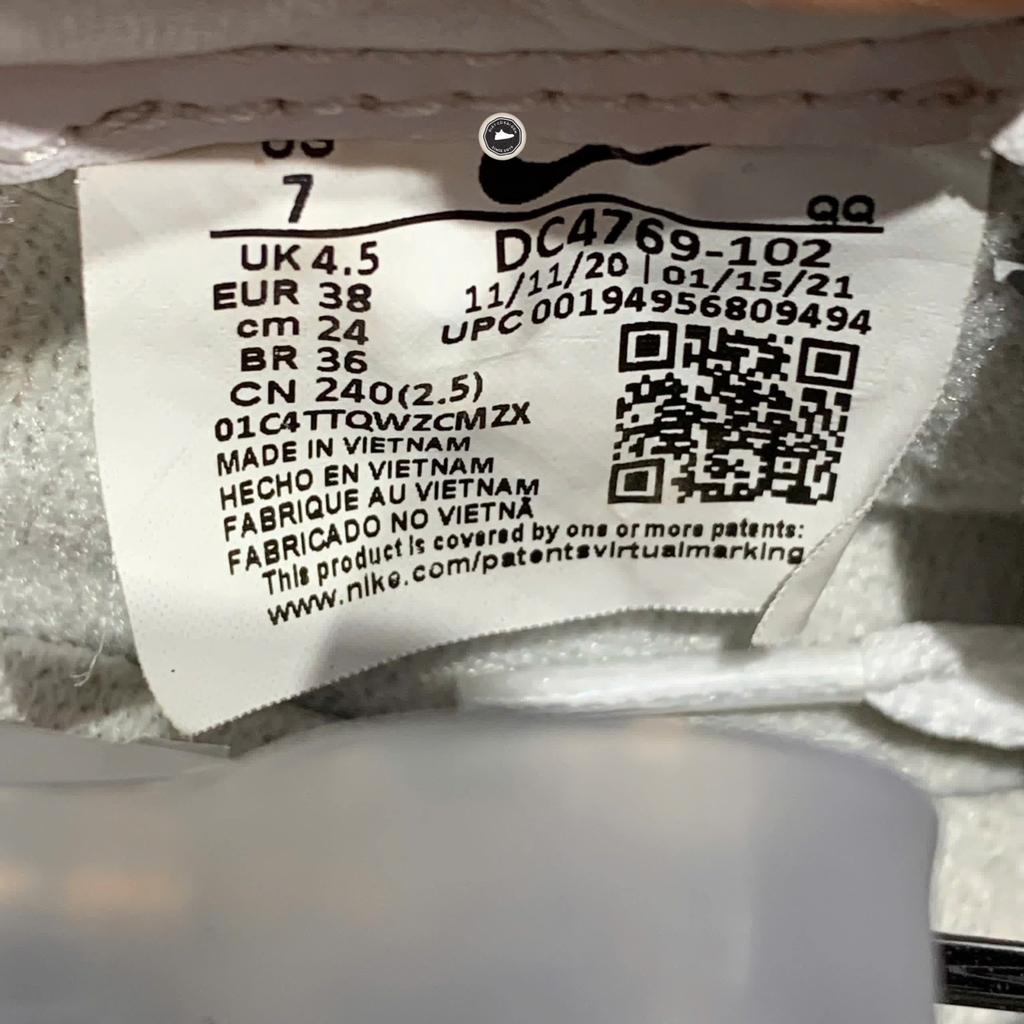 US
7
QQ
UK 4.5
EUR 38
cm 24
BR 36
CN 240(2.5)
DC4769-102
11/11/20 | 01/15/21
UPC 00194956809494
01C4TTQWZCMZX
MADE IN VIETNAM
HECHO EN VIETNAM
FABRIQUE AU VIETNAM
FABRICADO NO VIETNÃ
This product is covered by one or more patents:
www.nike.com/patentsvirtualmarking